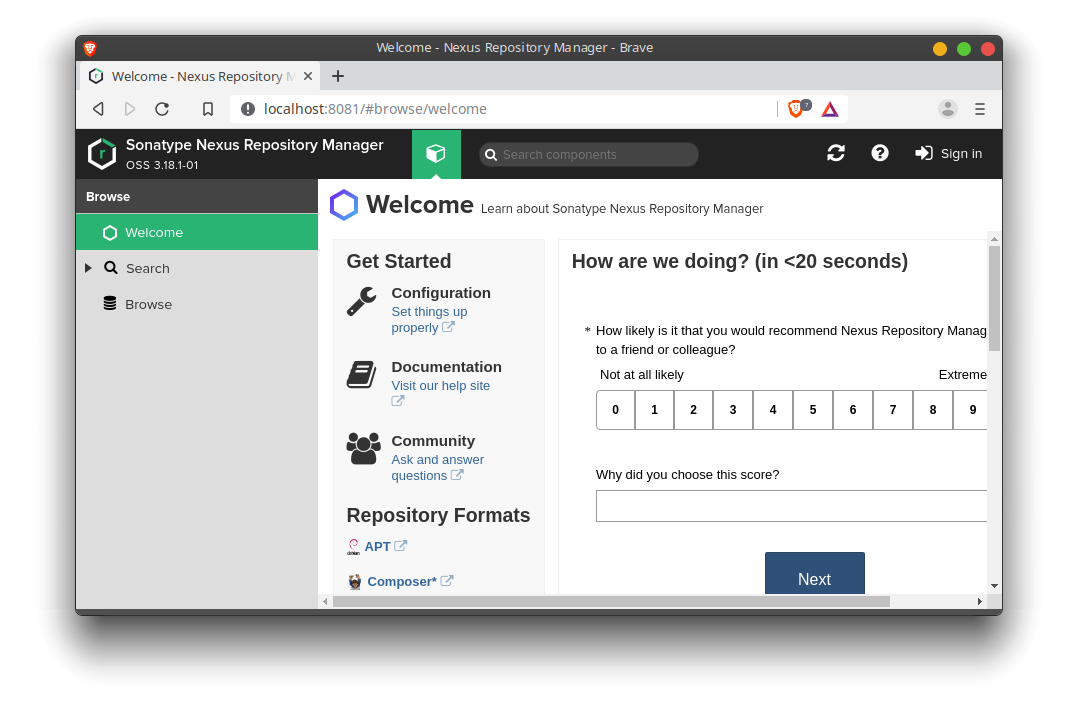 Welcome - Nexus Repository Manager - Brave
Welcome - Nexus Repository M
localhost:8081/#browse/welcome
7
Sonatype Nexus Repository Manager
OSS 3.18.1-01
Search components
Sign in
Browse
Welcome
Search
Browse
Welcome Learn about Sonatype Nexus Repository Manager
Get Started
Configuration
Set things up
properly
Documentation
Visit our help site
Community
Ask and answer
questions
Repository Formats
APT
Composer*
How are we doing? (in <20 seconds)
* How likely is it that you would recommend Nexus Repository Manag
to a friend or colleague?
Not at all likely Extreme
0 1 2 3 4 5 6 7 8 9
Why did you choose this score?
Next